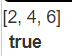 [2, 4, 6]
true